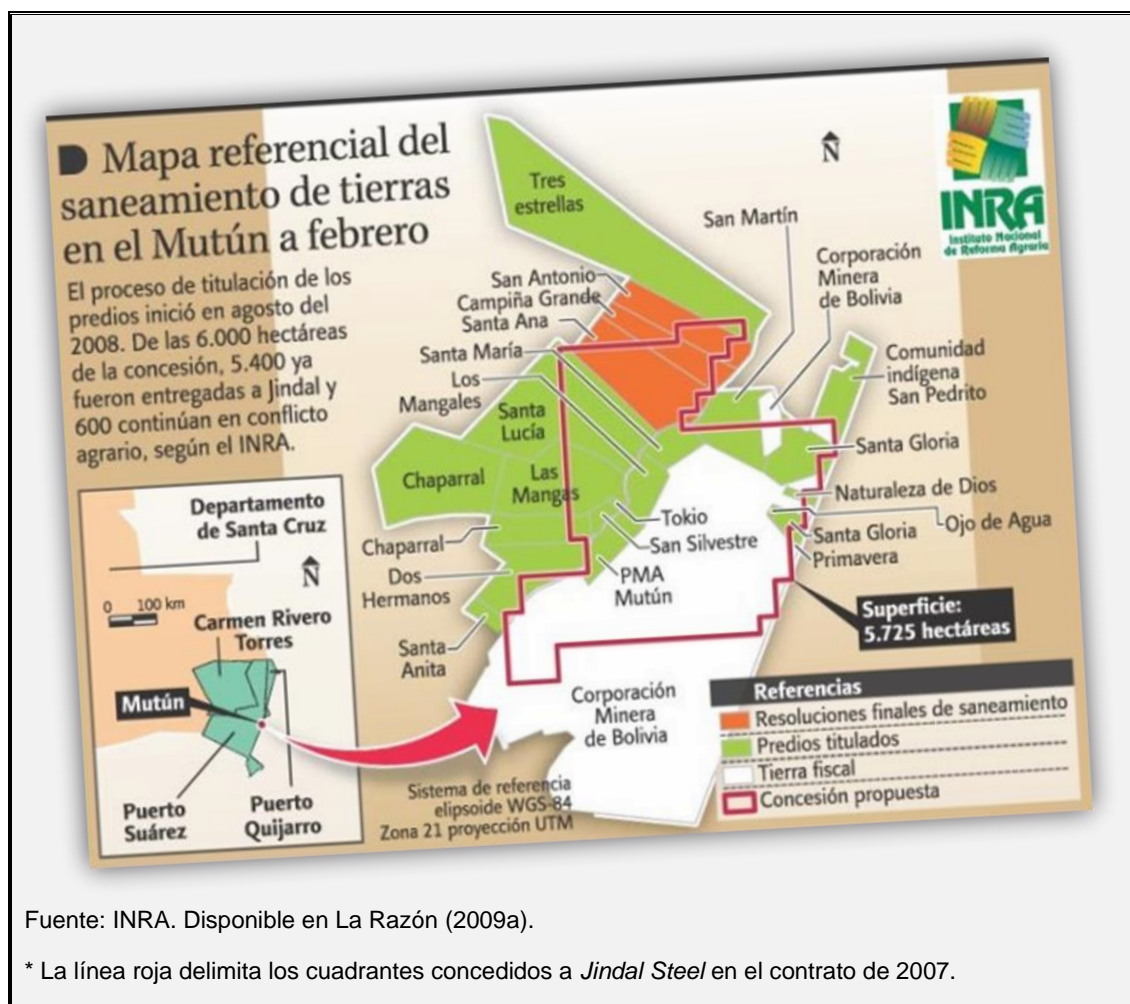 Mapa referencial del
saneamiento de tierras
en el Mutún a febrero
El proceso de titulación de los
predios inició en agosto del
2008. De las 6.000 hectáreas
de la concesión, 5.400 ya
fueron entregadas a Jindal y
600 continúan en conflicto
agrario, según el INRA.
N
INRA
Instituto Nacional
de Reforma Agraria
Tres
estrellas
San Martín
Corporación
Minera
de Bolivia
San Antonio
Campiña Grande
Santa Ana
Santa María
Los
Mangales
Comunidad
indígena
San Pedrito
Santa
Lucía
Santa Gloria
Chaparral
Las
Mangas
Naturaleza de Dios
Ojo de Agua
Tokio
Santa Gloria
San Silvestre
Primavera
Chaparral
Dos
Hermanos
PMA
Mutún
Santa
Anita
Superficie:
5.725 hectáreas
Corporación
Minera
de Bolivia
Departamento
de Santa Cruz
N
0 100 km
Carmen Rivero
Torres
Mutún
Puerto
Suárez
Puerto
Quijarro
Sistema de referencia
elipsoide WGS-84
Zona 21 proyección UTM
Referencias
Resoluciones finales de saneamiento
Predios titulados
Tierra fiscal
Concesión propuesta
Fuente: INRA. Disponible en La Razón (2009a).
* La línea roja delimita los cuadrantes concedidos a Jindal Steel en el contrato de 2007.